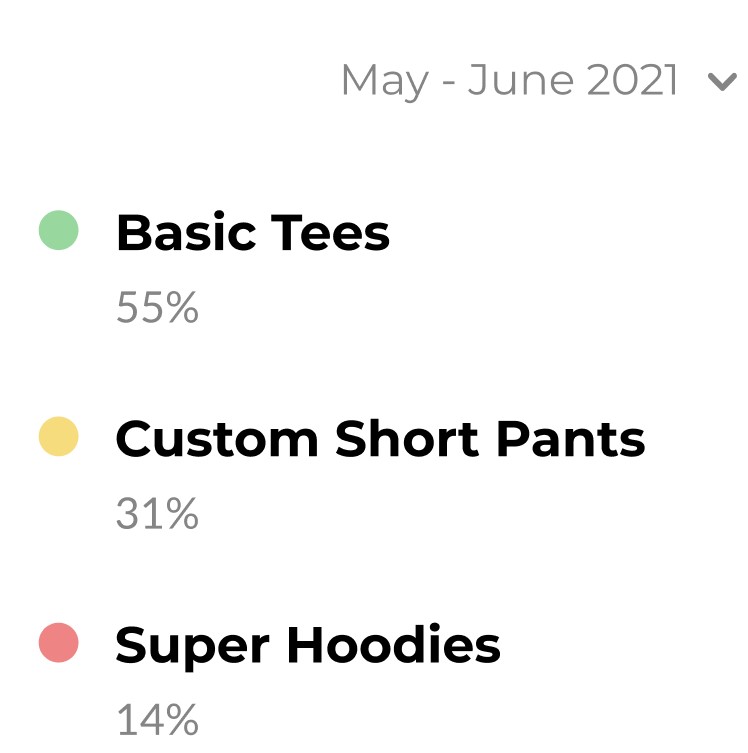 May - June 2021
Basic Tees
55%
Custom Short Pants
31%
Super Hoodies
14%